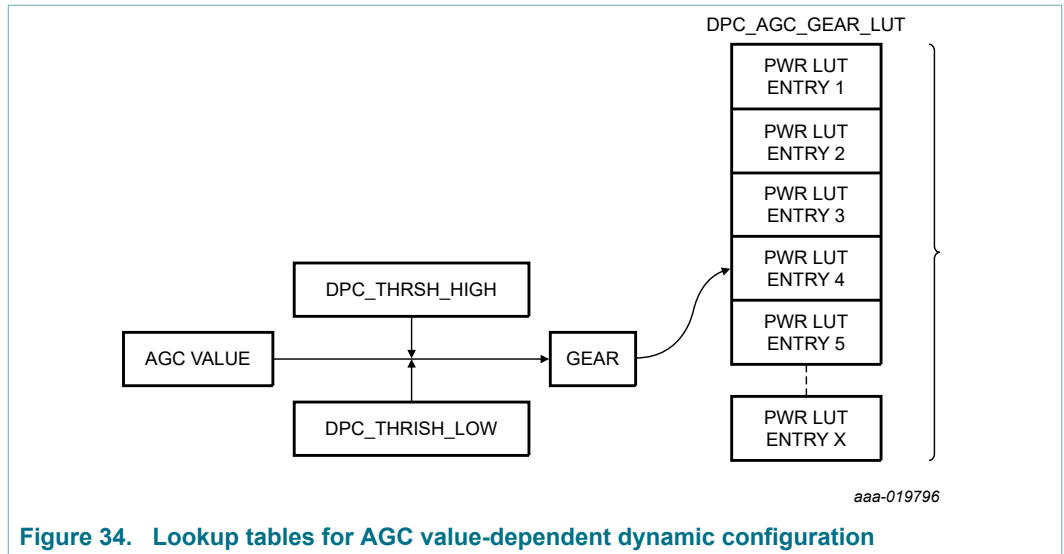 DPC_AGC_GEAR_LUT
PWR LUT
ENTRY 1
PWR LUT
ENTRY 2
PWR LUT
ENTRY 3
PWR LUT
ENTRY 4
PWR LUT
ENTRY 5
PWR LUT
ENTRY X
DPC_THRSH_HIGH
AGC VALUE
GEAR
DPC_THRISH_LOW
aaa-019796
Figure 34. Lookup tables for AGC value-dependent dynamic configuration